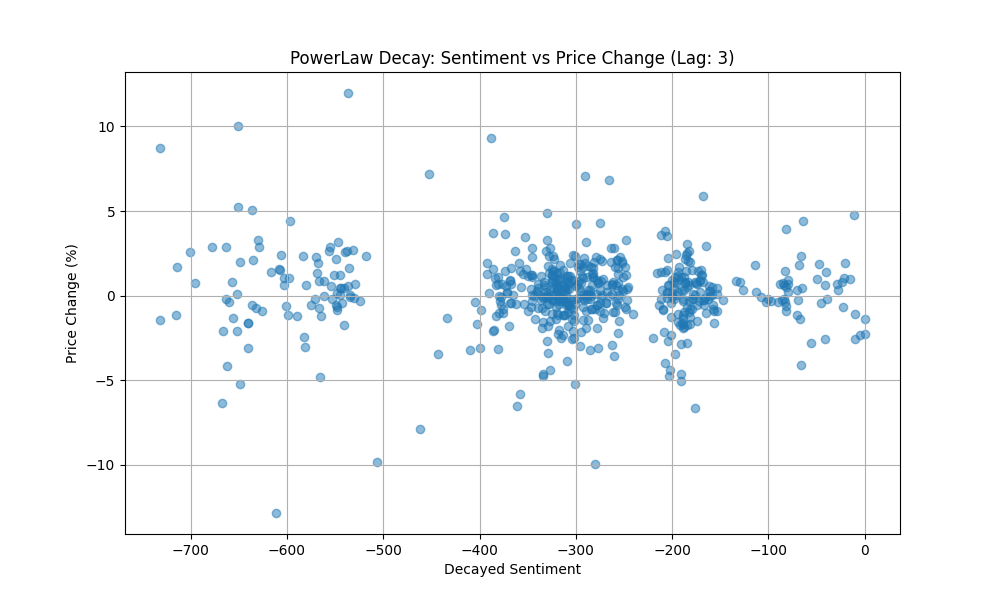 PowerLaw Decay: Sentiment vs Price Change (Lag: 3)
Price Change (%)
10
5
0
−5
−10
−700 −600 −500 −400 −300 −200 −100 0
Decayed Sentiment